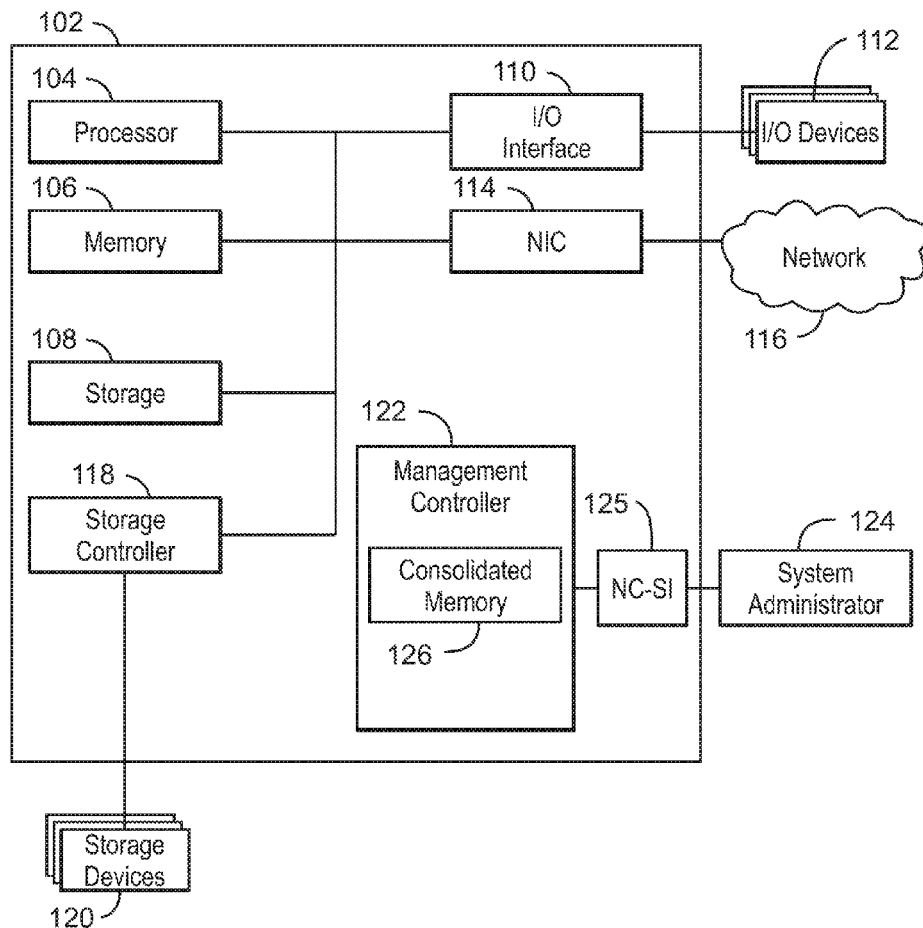 102
104
Processor
110
I/O
Interface
112
I/O Devices
106
Memory
114
NIC
Network
116
108
Storage
122
Management
Controller
118
Storage
Controller
125
NC-SI
124
System
Administrator
Consolidated
Memory
126
Storage
Devices
120